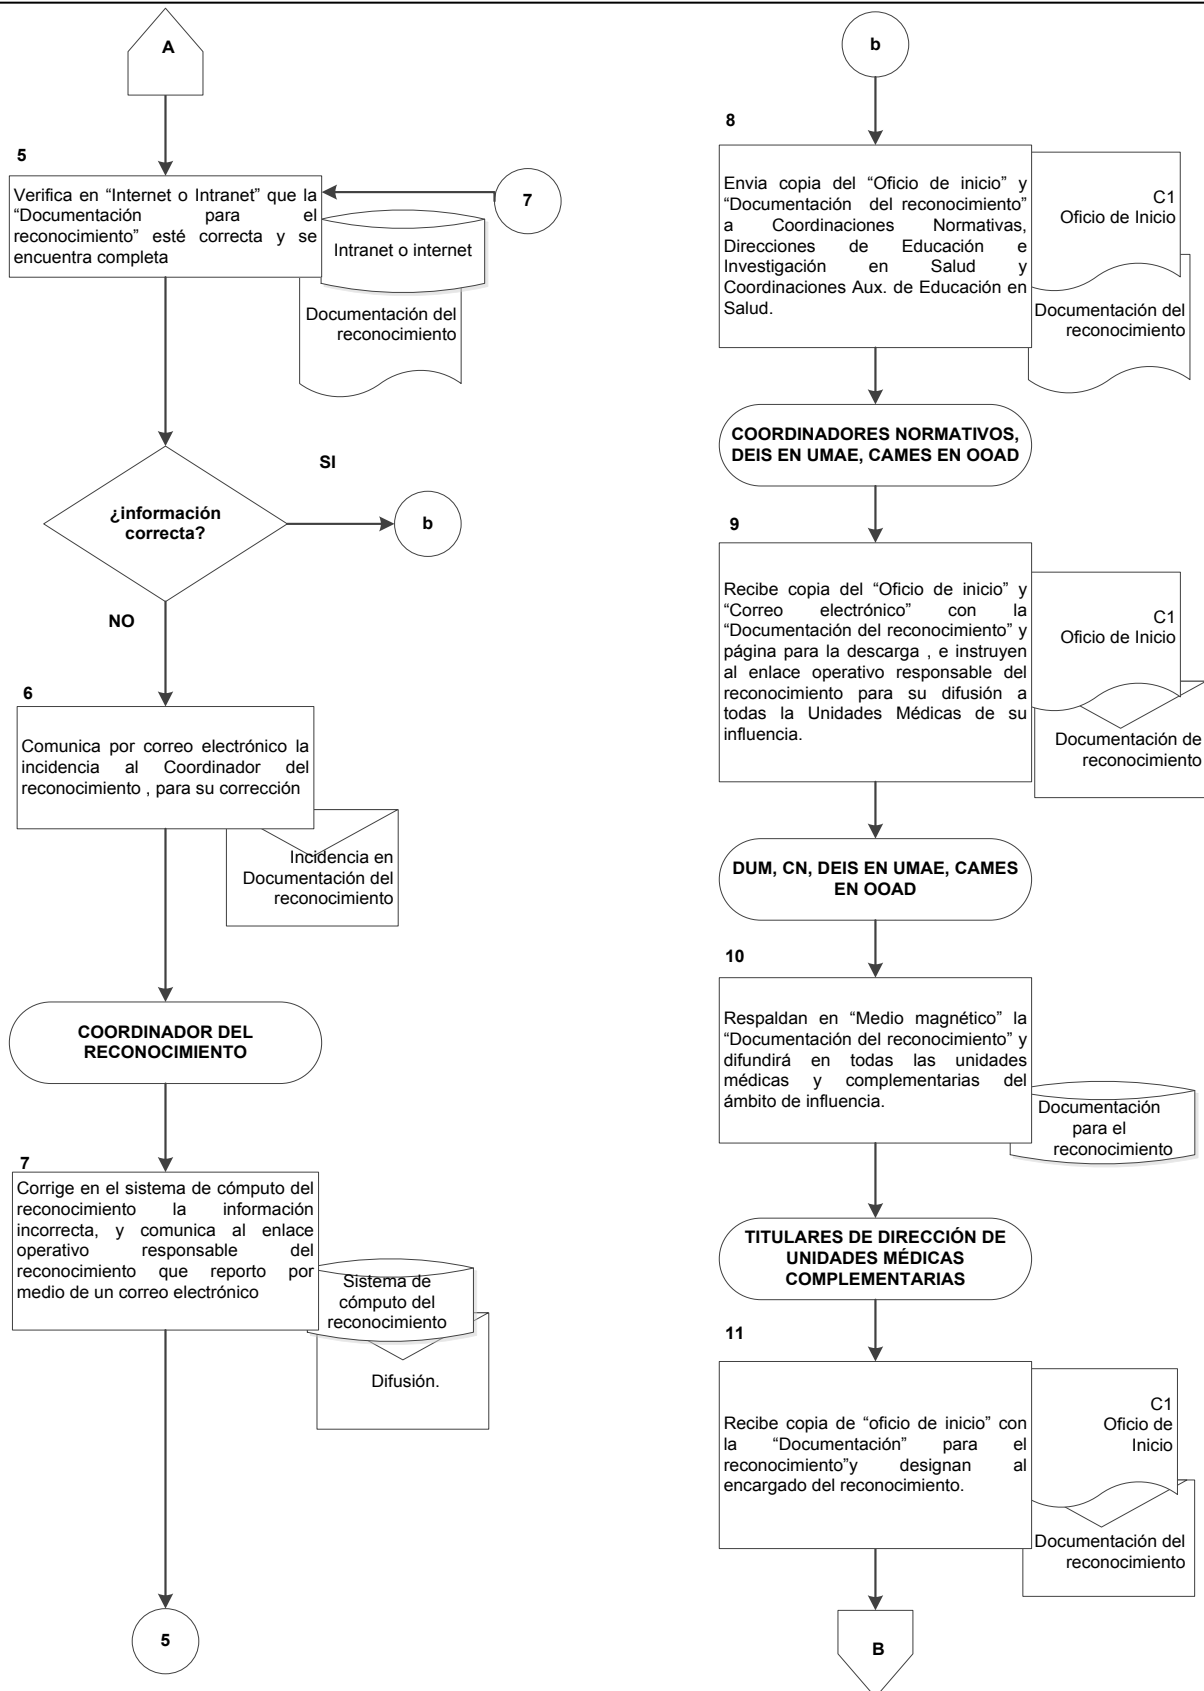 A
5
Verifica en “Internet o Intranet” que la
“Documentación para el
reconocimiento” esté correcta y se
encuentra completa
7
Intranet o internet
Documentación del
reconocimiento
¿información
correcta?
SI
b
NO
6
Comunica por correo electrónico la
incidencia al Coordinador del
reconocimiento , para su corrección
Incidencia en
Documentación del
reconocimiento
COORDINADOR DEL
RECONOCIMIENTO
7
Corrige en el sistema de cómputo del
reconocimiento la información
incorrecta, y comunica al enlace
operativo responsable del
reconocimiento que reporto por
medio de un correo electrónico
Sistema de
cómputo del
reconocimiento
Difusión.
5
b
8
Envia copia del “Oficio de inicio” y
“Documentación del reconocimiento”
a Coordinaciones Normativas,
Direcciones de Educación e
Investigación en Salud y
Coordinaciones Aux. de Educación en
Salud.
C1
Oficio de Inicio
Documentación del
reconocimiento
COORDINADORES NORMATIVOS,
DEIS EN UMAE, CAMES EN OOAD
9
Recibe copia del “Oficio de inicio” y
“Correo electrónico” con la
“Documentación del reconocimiento” y
página para la descarga , e instruyen
al enlace operativo responsable del
reconocimiento para su difusión a
todas la Unidades Médicas de su
influencia.
C1
Oficio de Inicio
Documentación de
reconocimiento
DUM, CN, DEIS EN UMAE, CAMES
EN OOAD
10
Respaldan en “Medio magnético” la
“Documentación del reconocimiento” y
difundirá en todas las unidades
médicas y complementarias del
ámbito de influencia.
Documentación
para el
reconocimiento
TITULARES DE DIRECCIÓN DE
UNIDADES MÉDICAS
COMPLEMENTARIAS
11
Recibe copia de “oficio de inicio” con
la “Documentación” para el
reconocimiento”y designan al
encargado del reconocimiento.
C1
Oficio de
Inicio
Documentación del
reconocimiento
B